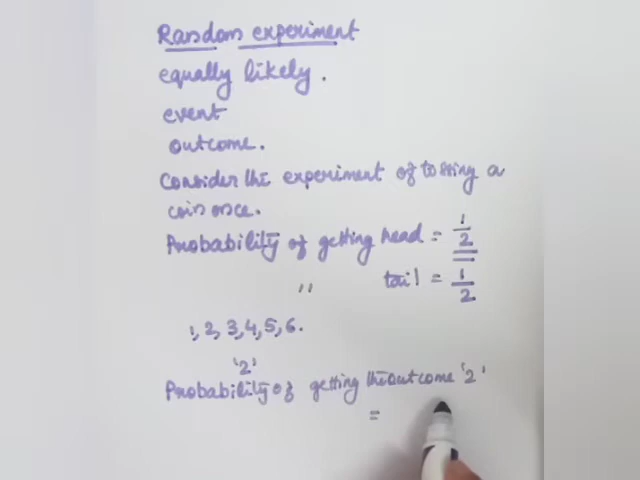 Random experiment
equally likely.
event
outcome.
Consider the experiment of tossing a
coin once.
Probability of getting head = 1/2
" tail = 1/2
1, 2, 3, 4, 5, 6.
'2'
Probability of getting the outcome '2'
=